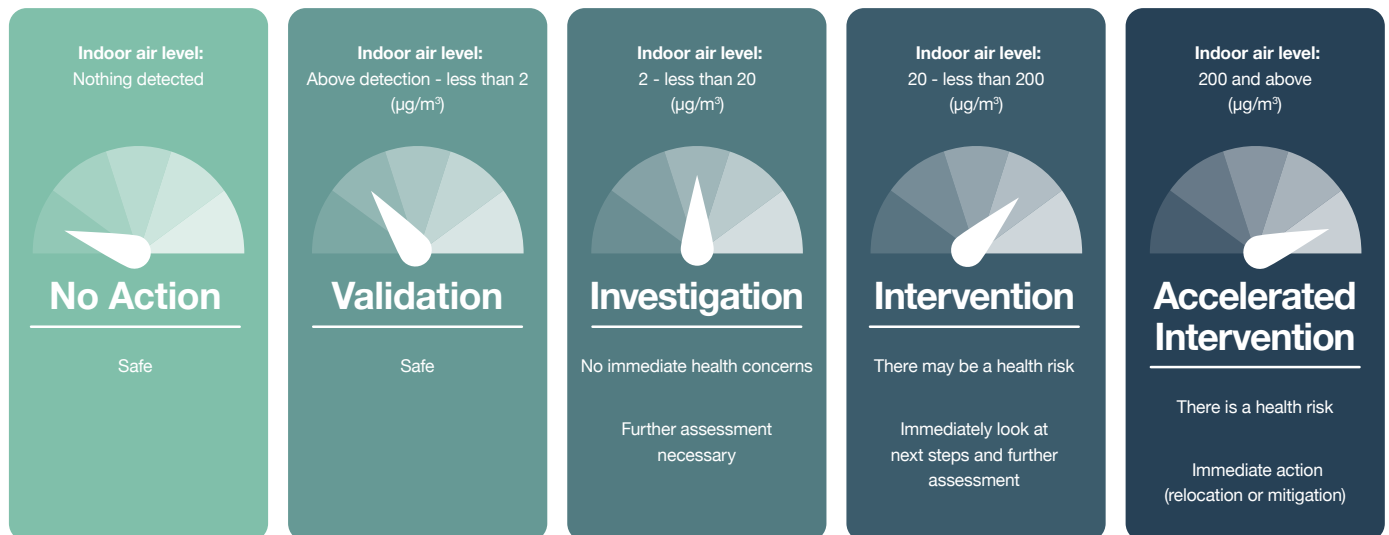 Indoor air level:
Nothing detected
No Action
Safe
Indoor air level:
Above detection - less than 2
(µg/m³)
Validation
Safe
Indoor air level:
2 - less than 20
(µg/m³)
Investigation
No immediate health concerns
Further assessment
necessary
Indoor air level:
20 - less than 200
(µg/m³)
Intervention
There may be a health risk
Immediately look at
next steps and further
assessment
Indoor air level:
200 and above
(µg/m³)
Accelerated
Intervention
There is a health risk
Immediate action
(relocation or mitigation)